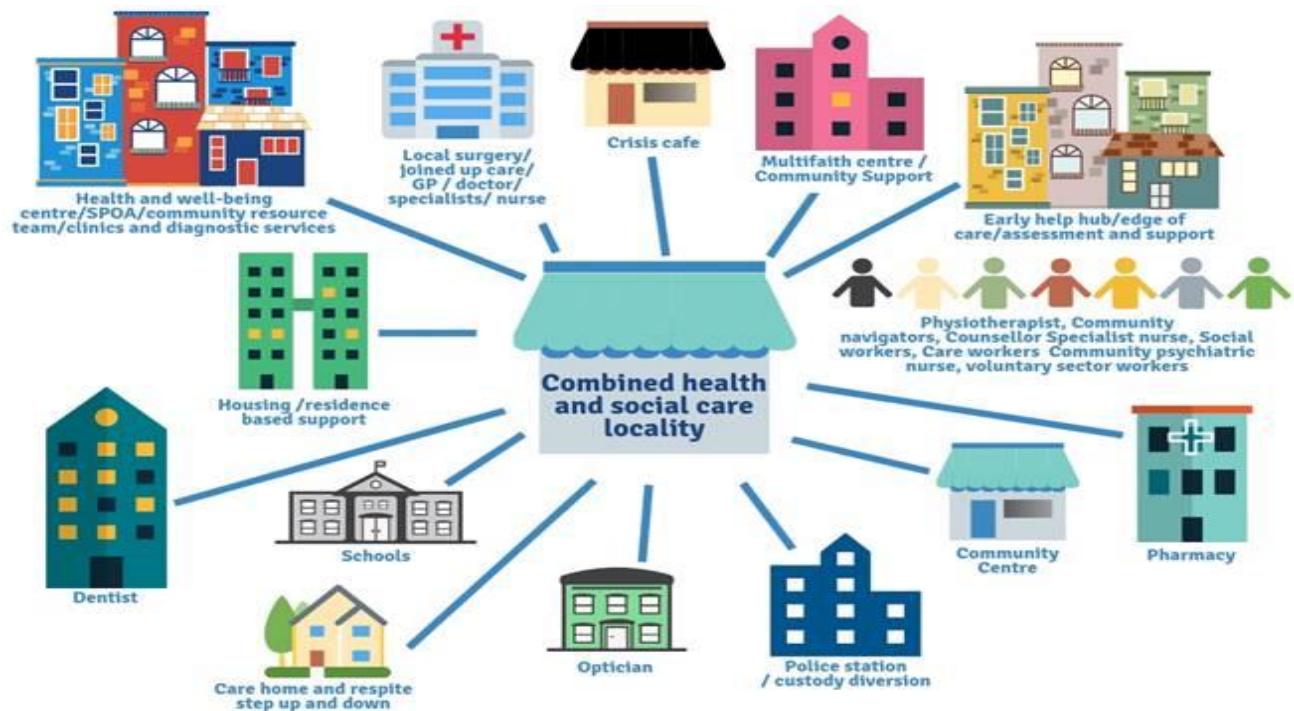 Health and well-being
centre/SPOA/community resource
team/clinics and diagnostic services
Local surgery/
joined up care/
GP / doctor/
specialists/ nurse
Crisis cafe
Multifaith centre /
Community Support
Early help hub/edge of
care/assessment and support
Physiotherapist, Community
navigators, Counsellor Specialist nurse, Social
workers, Care workers Community psychiatric
nurse, voluntary sector workers
Housing /residence
based support
Combined health
and social care
locality
Dentist
Schools
Care home and respite
step up and down
Optician
Police station
/ custody diversion
Community
Centre
Pharmacy